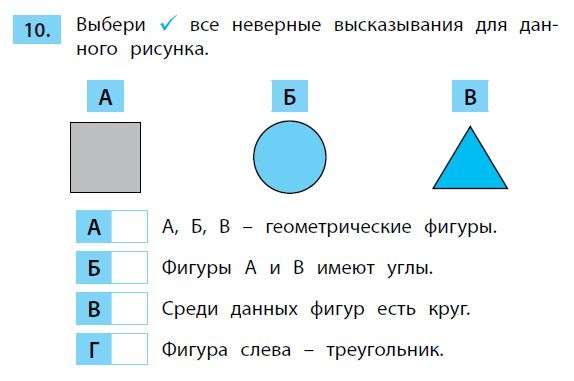 10. Выбери ✓ все неверные высказывания для дан-
ного рисунка.
А Б В
А А, Б, В – геометрические фигуры.
Б Фигуры А и В имеют углы.
В Среди данных фигур есть круг.
Г Фигура слева – треугольник.